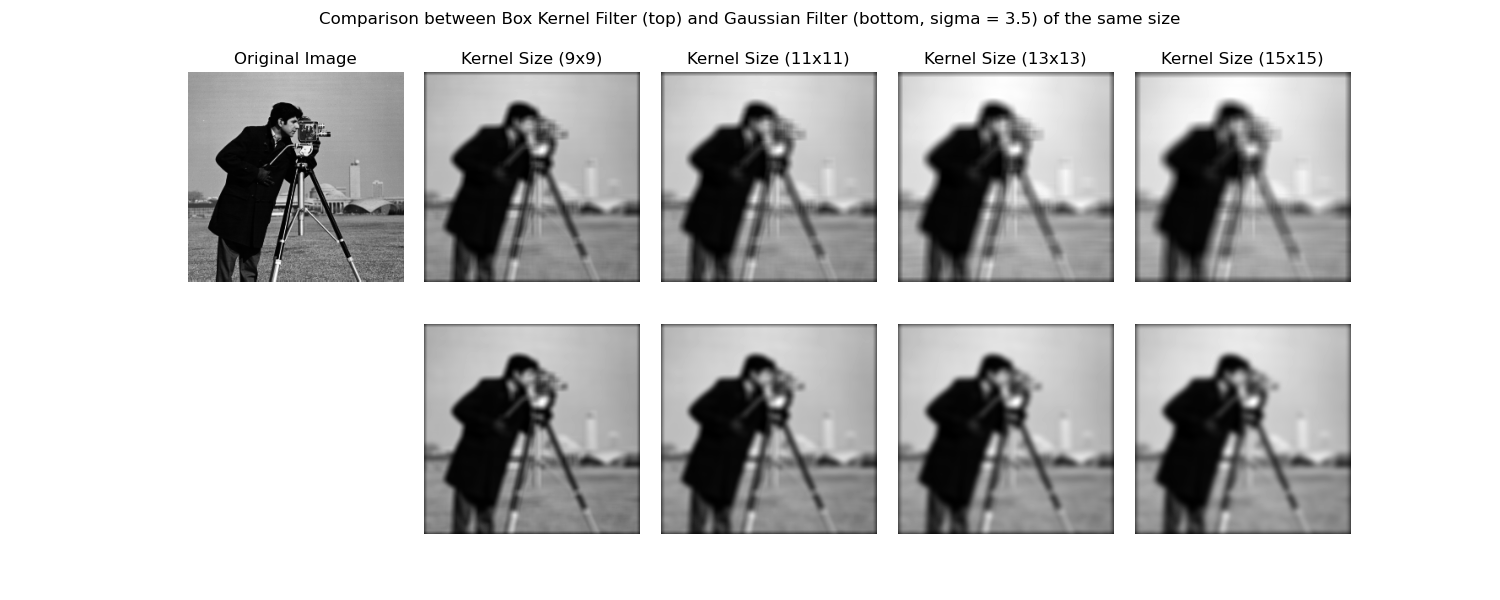 Comparison between Box Kernel Filter (top) and Gaussian Filter (bottom, sigma = 3.5) of the same size
Original Image
Kernel Size (9x9)
Kernel Size (11x11)
Kernel Size (13x13)
Kernel Size (15x15)